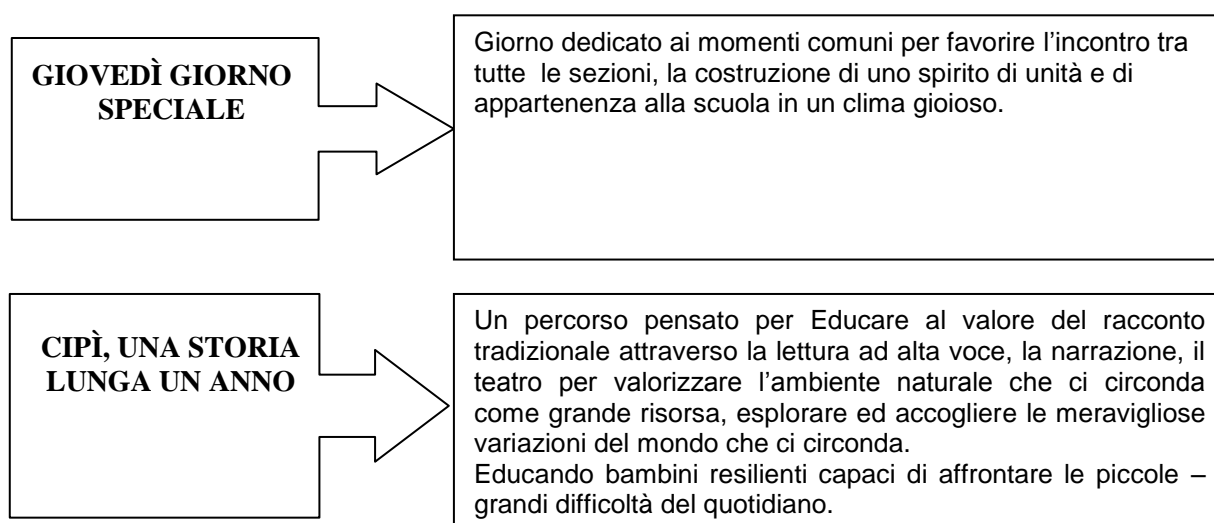 GIOVEDÌ GIORNO
SPECIALE
Giorno dedicato ai momenti comuni per favorire l’incontro tra
tutte le sezioni, la costruzione di uno spirito di unità e di
appartenenza alla scuola in un clima gioioso.
CIPÌ, UNA STORIA
LUNGA UN ANNO
Un percorso pensato per Educare al valore del racconto
tradizionale attraverso la lettura ad alta voce, la narrazione, il
teatro per valorizzare l’ambiente naturale che ci circonda
come grande risorsa, esplorare ed accogliere le meravigliose
variazioni del mondo che ci circonda.
Educando bambini resilienti capaci di affrontare le piccole –
grandi difficoltà del quotidiano.